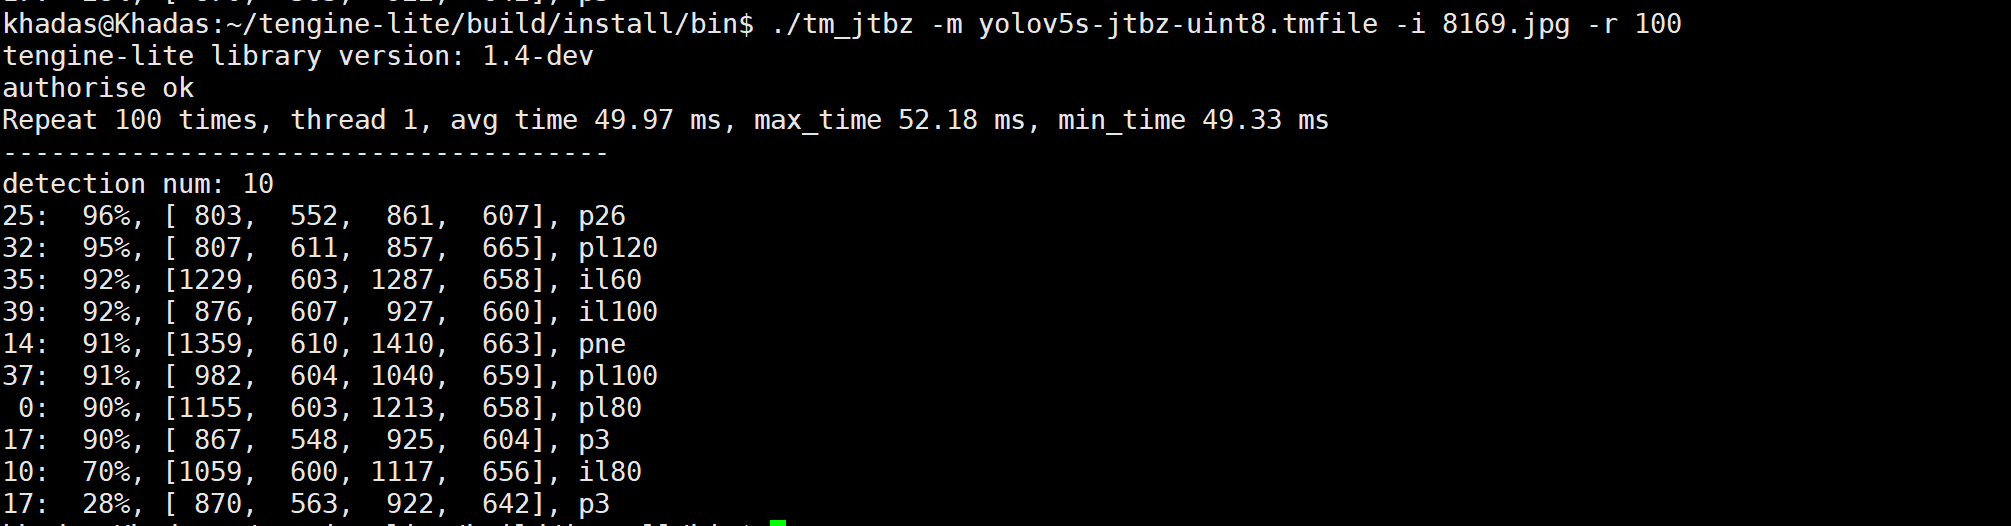 khadas@Khadas:~/tengine-lite/build/install/bin$ ./tm_jtbz -m yolov5s-jtbz-uint8.tmfile -i 8169.jpg -r 100
tengine-lite library version: 1.4-dev
authorise ok
Repeat 100 times, thread 1, avg time 49.97 ms, max_time 52.18 ms, min_time 49.33 ms
--------------------------------------
detection num: 10
25:  96%, [ 803,  552,  861,  607], p26
32:  95%, [ 807,  611,  857,  665], pl120
35:  92%, [1229,  603, 1287,  658], il60
39:  92%, [ 876,  607,  927,  660], il100
14:  91%, [1359,  610, 1410,  663], pne
37:  91%, [ 982,  604, 1040,  659], pl100
 0:  90%, [1155,  603, 1213,  658], pl80
17:  90%, [ 867,  548,  925,  604], p3
10:  70%, [1059,  600, 1117,  656], il80
17:  28%, [ 870,  563,  922,  642], p3